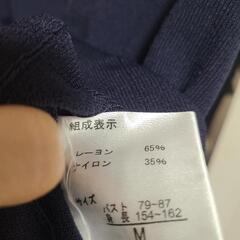 組成表示
レーヨン 65%
ナイロン 35%
サイズ
バスト 79-87
身長 154-162
M